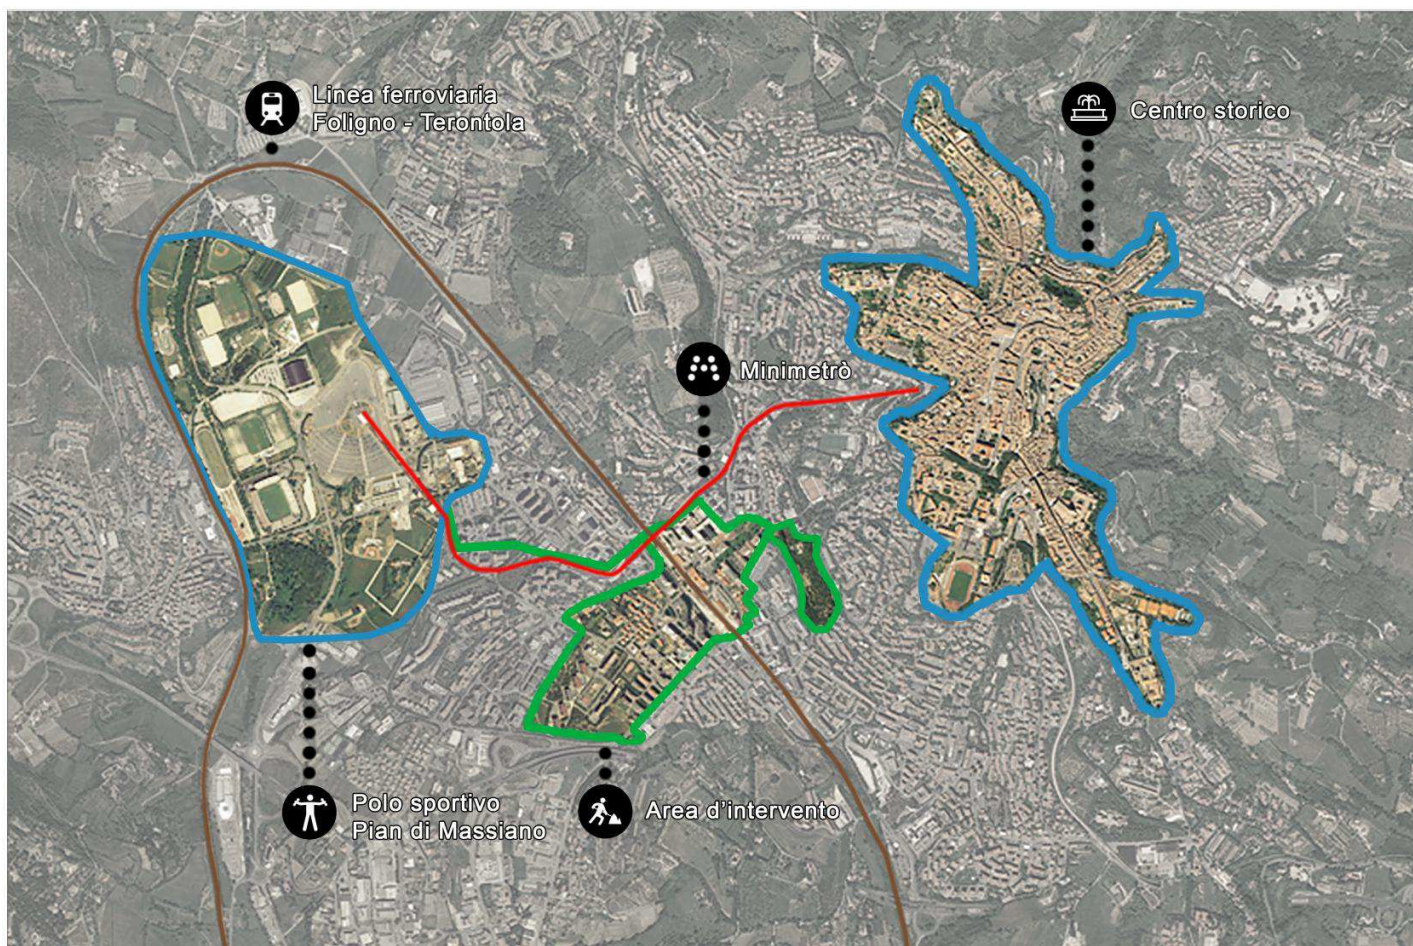 Linea ferroviaria
Foligno - Terontola
Centro storico
Minimetrò
Polo sportivo
Pian di Massiano
Area d'intervento